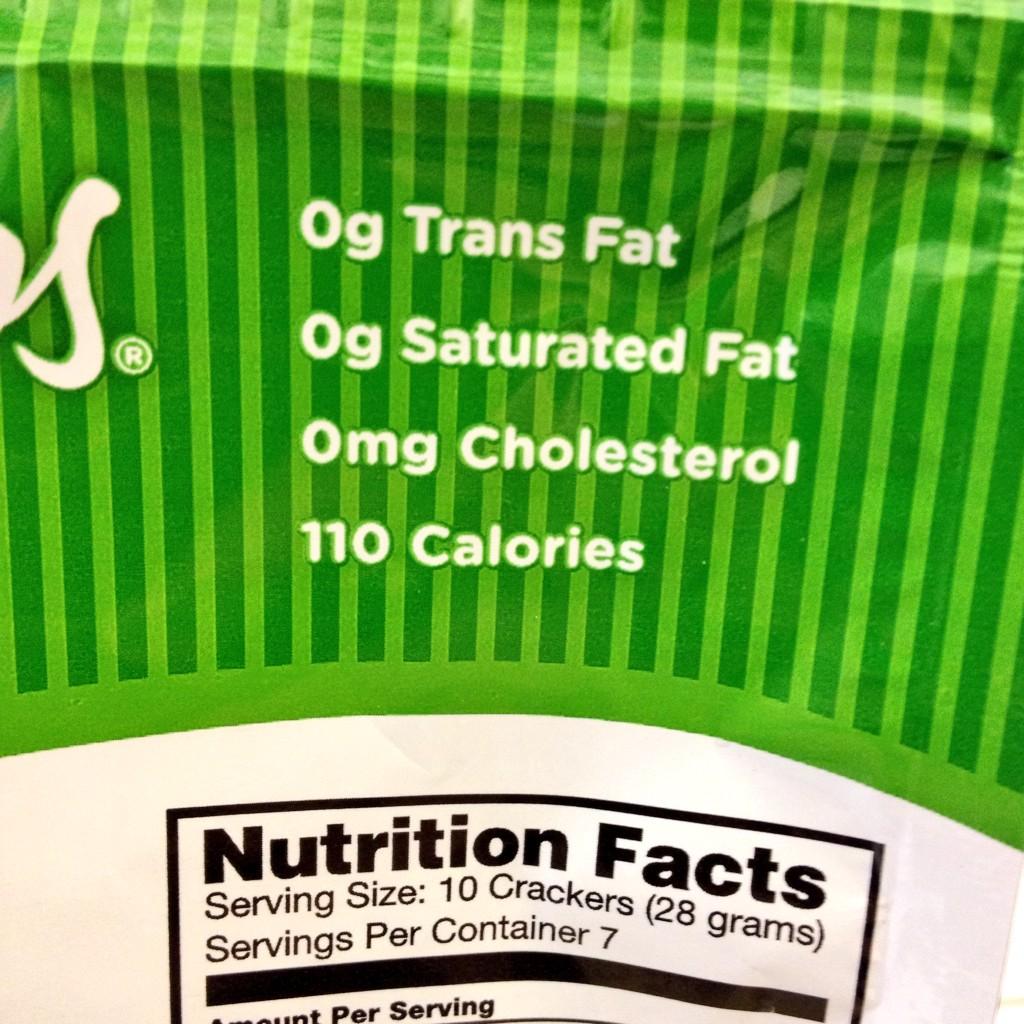 0g Trans Fat
0g Saturated Fat
0mg Cholesterol
110 Calories
®
Nutrition Facts
Serving Size: 10 Crackers (28 grams)
Servings Per Container 7
Amount Per Serving